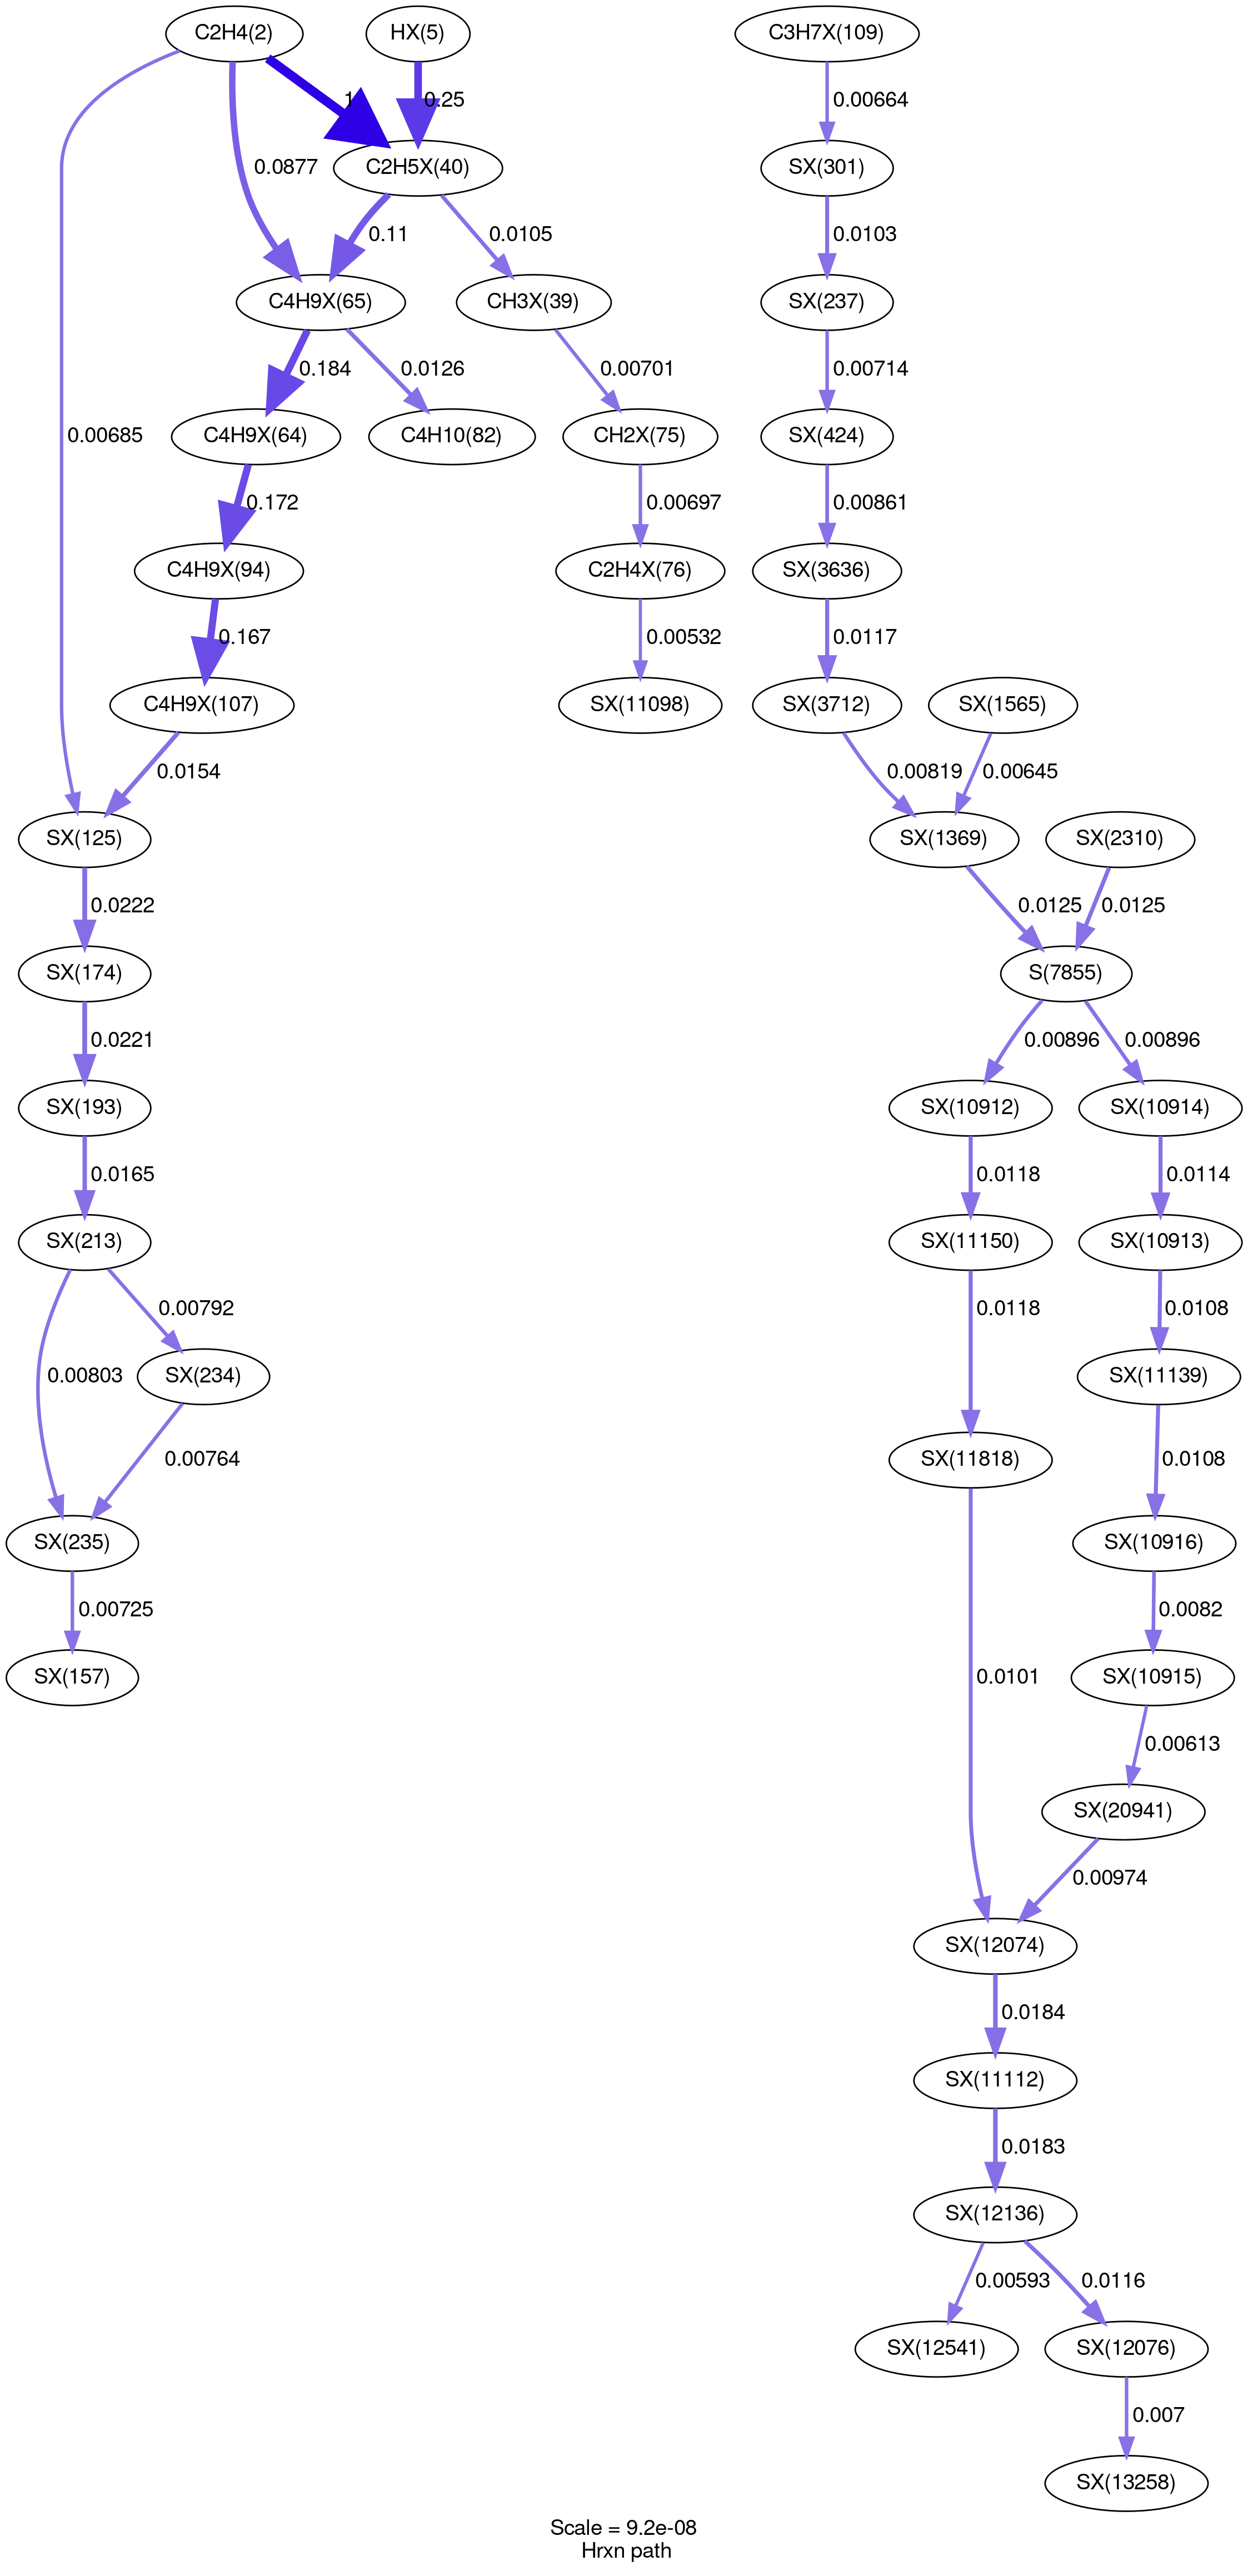 C2H4(2)
HX(5)
C3H7X(109)
1
0.25
0.00664
0.0877
C2H5X(40)
SX(301)
0.11
0.0105
0.0103
C4H9X(65)
CH3X(39)
SX(237)
0.184
0.0126
0.00701
0.00714
0.00685
C4H9X(64)
C4H10(82)
CH2X(75)
SX(424)
0.172
0.00697
0.00861
C4H9X(94)
C2H4X(76)
SX(3636)
0.167
0.00532
0.0117
C4H9X(107)
SX(11098)
SX(3712)
SX(1565)
0.0154
0.00819
0.00645
SX(125)
SX(1369)
SX(2310)
0.0222
0.0125
0.0125
SX(174)
S(7855)
0.0221
0.00896
0.00896
SX(193)
SX(10912)
SX(10914)
0.0165
0.0118
0.0114
SX(213)
SX(11150)
SX(10913)
0.00792
0.0118
0.0108
0.00803
SX(234)
SX(11139)
0.00764
SX(11818)
0.0108
SX(235)
SX(10916)
0.00725
0.0082
SX(157)
0.0101
SX(10915)
0.00613
SX(20941)
0.00974
SX(12074)
0.0184
SX(11112)
0.0183
SX(12136)
0.00593
0.0116
SX(12541)
SX(12076)
0.007
SX(13258)
Scale = 9.2e-08
Hrxn path